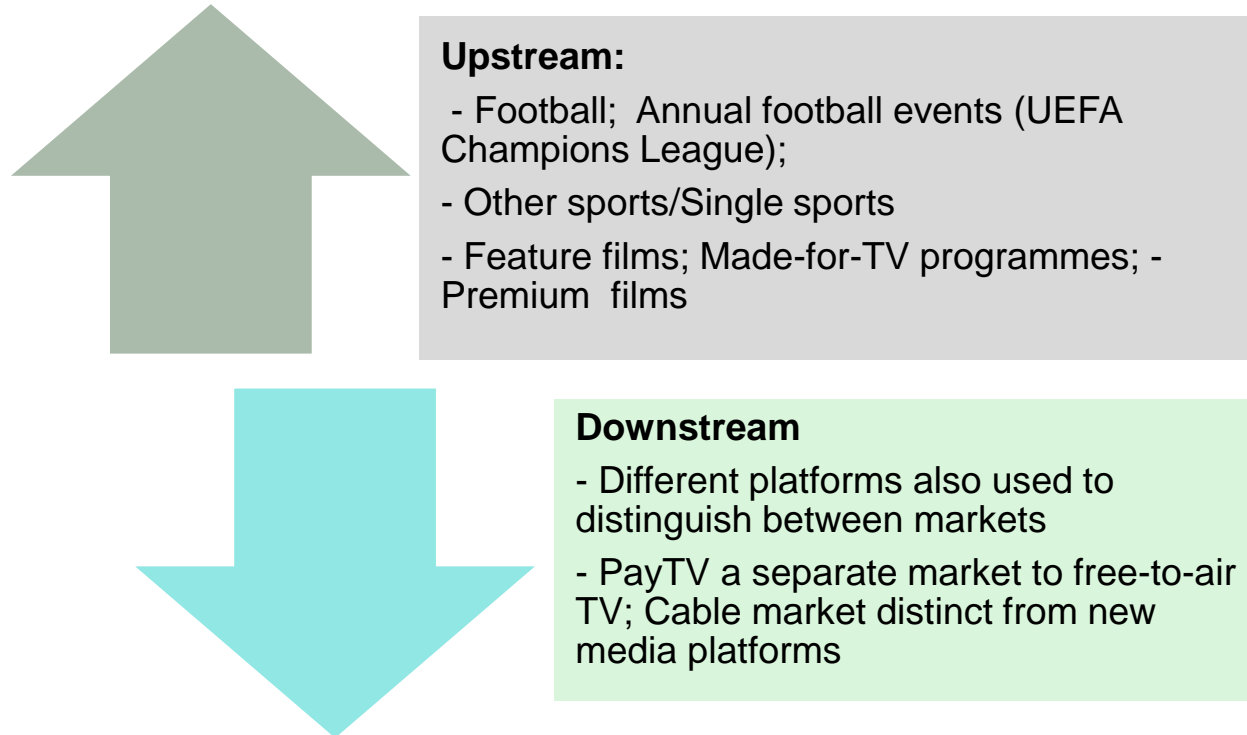 Upstream:
- Football; Annual football events (UEFA
Champions League);
- Other sports/Single sports
- Feature films; Made-for-TV programmes; -
Premium films
Downstream
- Different platforms also used to
distinguish between markets
- PayTV a separate market to free-to-air
TV; Cable market distinct from new
media platforms